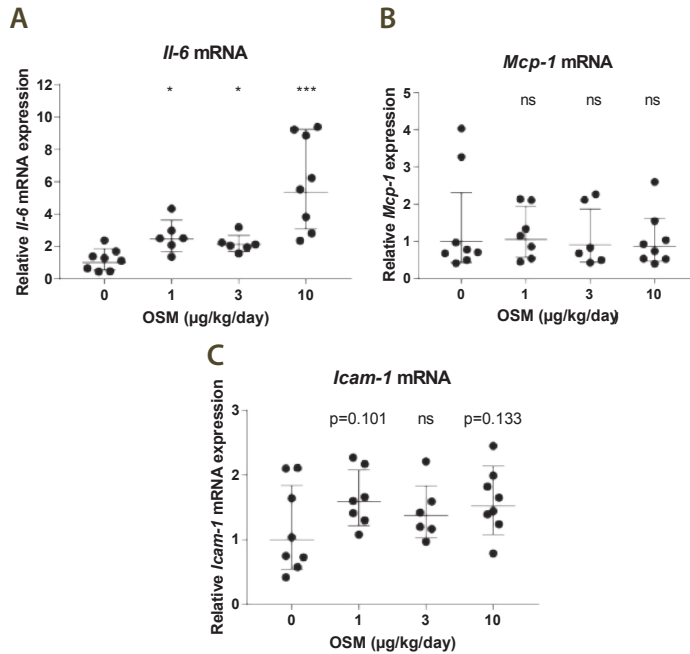 A
Il-6 mRNA
Relative Il-6 mRNA expression
12
10
8
6
4
2
0
* * ***
0 1 3 10
OSM (µg/kg/day)
B
Mcp-1 mRNA
Relative Mcp-1 expression
5
4
3
2
1
0
ns ns ns
0 1 3 10
OSM (µg/kg/day)
C
Icam-1 mRNA
Relative Icam-1 mRNA expression
3
2
1
0
p=0.101 ns p=0.133
0 1 3 10
OSM (µg/kg/day)